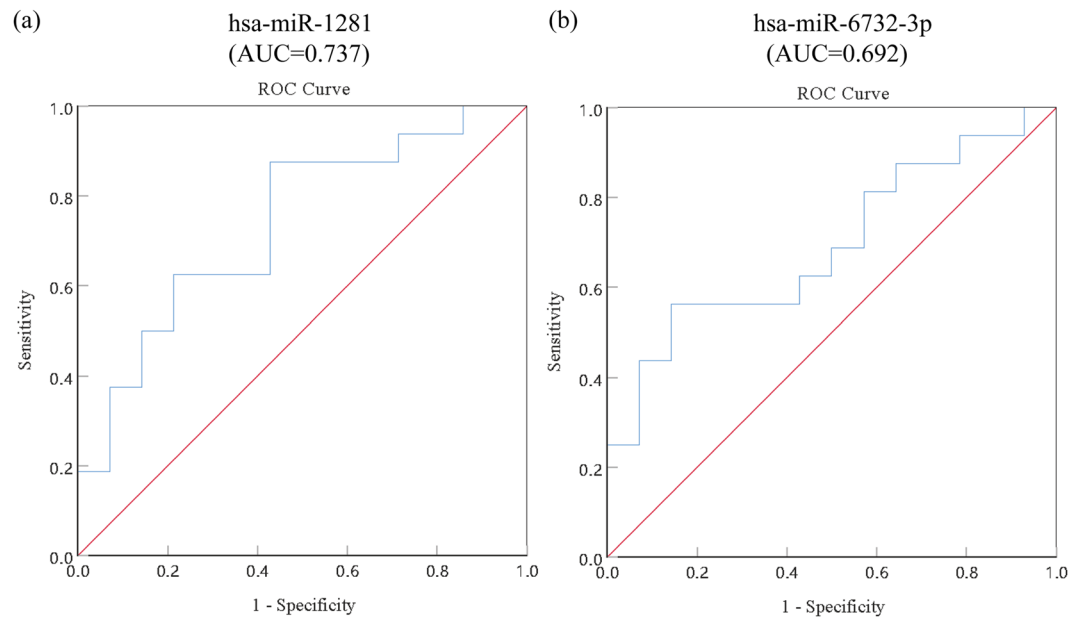 (a)
hsa-miR-1281
(AUC=0.737)
ROC Curve
1.0
0.8
0.6
0.4
0.2
0.0
Sensitivity
0.0 0.2 0.4 0.6 0.8 1.0
1 - Specificity
(b)
hsa-miR-6732-3p
(AUC=0.692)
ROC Curve
1.0
0.8
0.6
0.4
0.2
0.0
Sensitivity
0.0 0.2 0.4 0.6 0.8 1.0
1 - Specificity